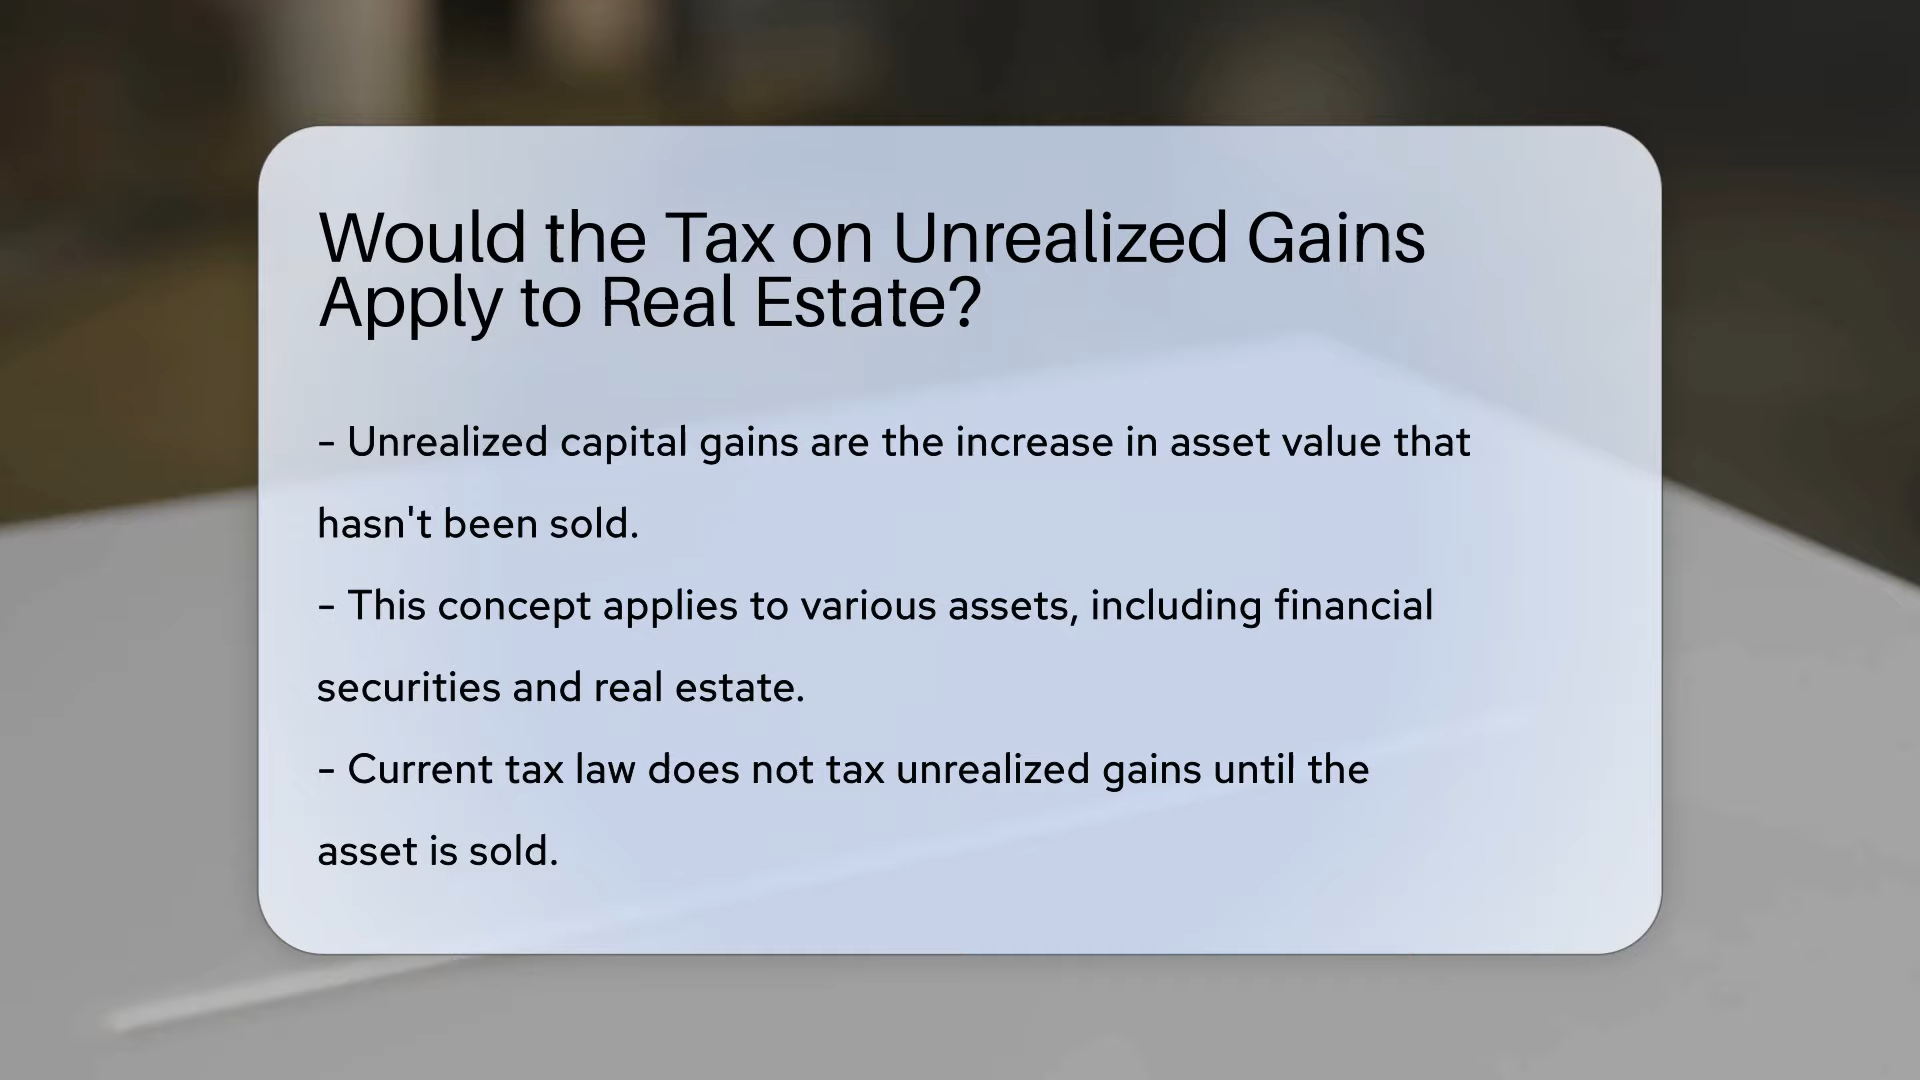 Would the Tax on Unrealized Gains
Apply to Real Estate?
- Unrealized capital gains are the increase in asset value that
hasn't been sold.
- This concept applies to various assets, including financial
securities and real estate.
- Current tax law does not tax unrealized gains until the
asset is sold.